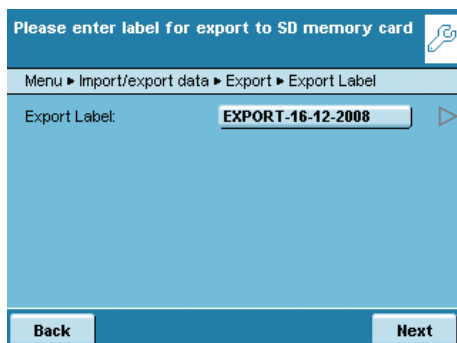 Please enter label for export to SD memory card
Menu ▸ Import/export data ▸ Export ▸ Export Label
Export Label: EXPORT-16-12-2008
Back Next